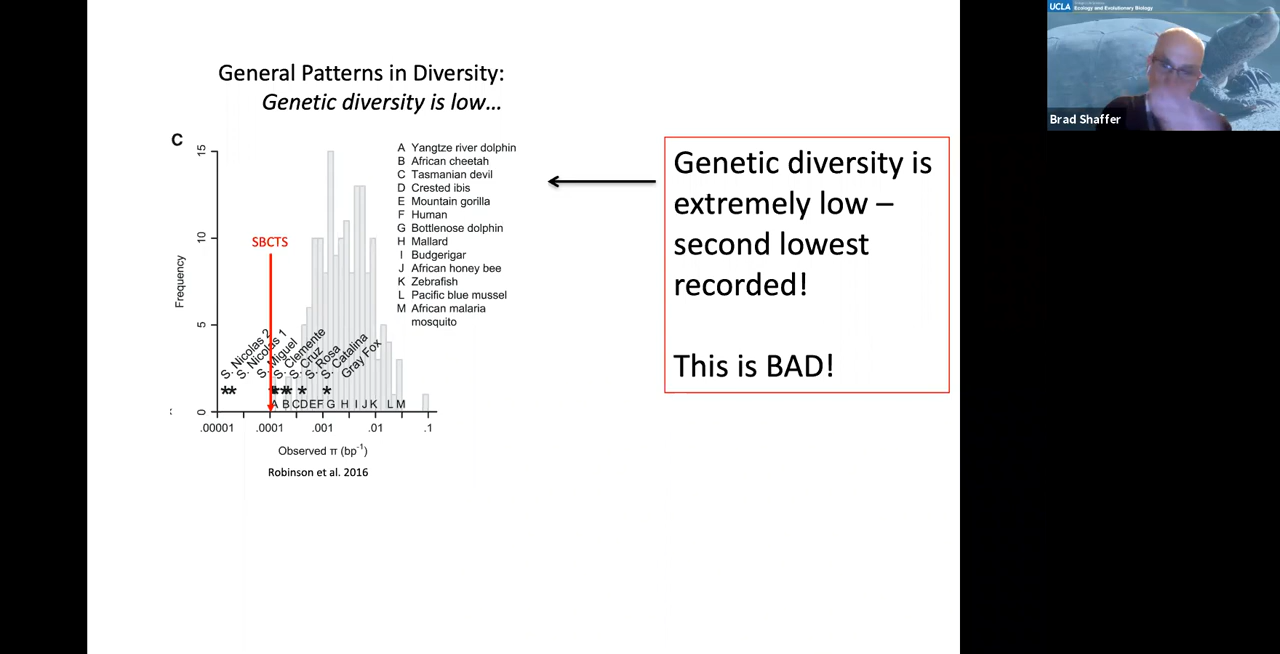 General Patterns in Diversity:
Genetic diversity is low...
C
A Yangtze river dolphin
B African cheetah
C Tasmanian devil
D Crested ibis
E Mountain gorilla
F Human
G Bottlenose dolphin
H Mallard
I Budgerigar
J African honey bee
K Zebrafish
L Pacific blue mussel
M African malaria
mosquito
15
10
5
0
Frequency
SBCTS
S. Nicolas 2
S. Nicolas 1
S. Miguel
S. Clemente
S. Cruz
S. Rosa
S. Catalina
Gray Fox
** ** * *
A B C D E F G H I J K L M
.00001 .0001 .001 .01 .1
Observed π (bp⁻¹)
Robinson et al. 2016
Genetic diversity is
extremely low –
second lowest
recorded!
This is BAD!
UCLA
Ecology and Evolutionary Biology
Brad Shaffer